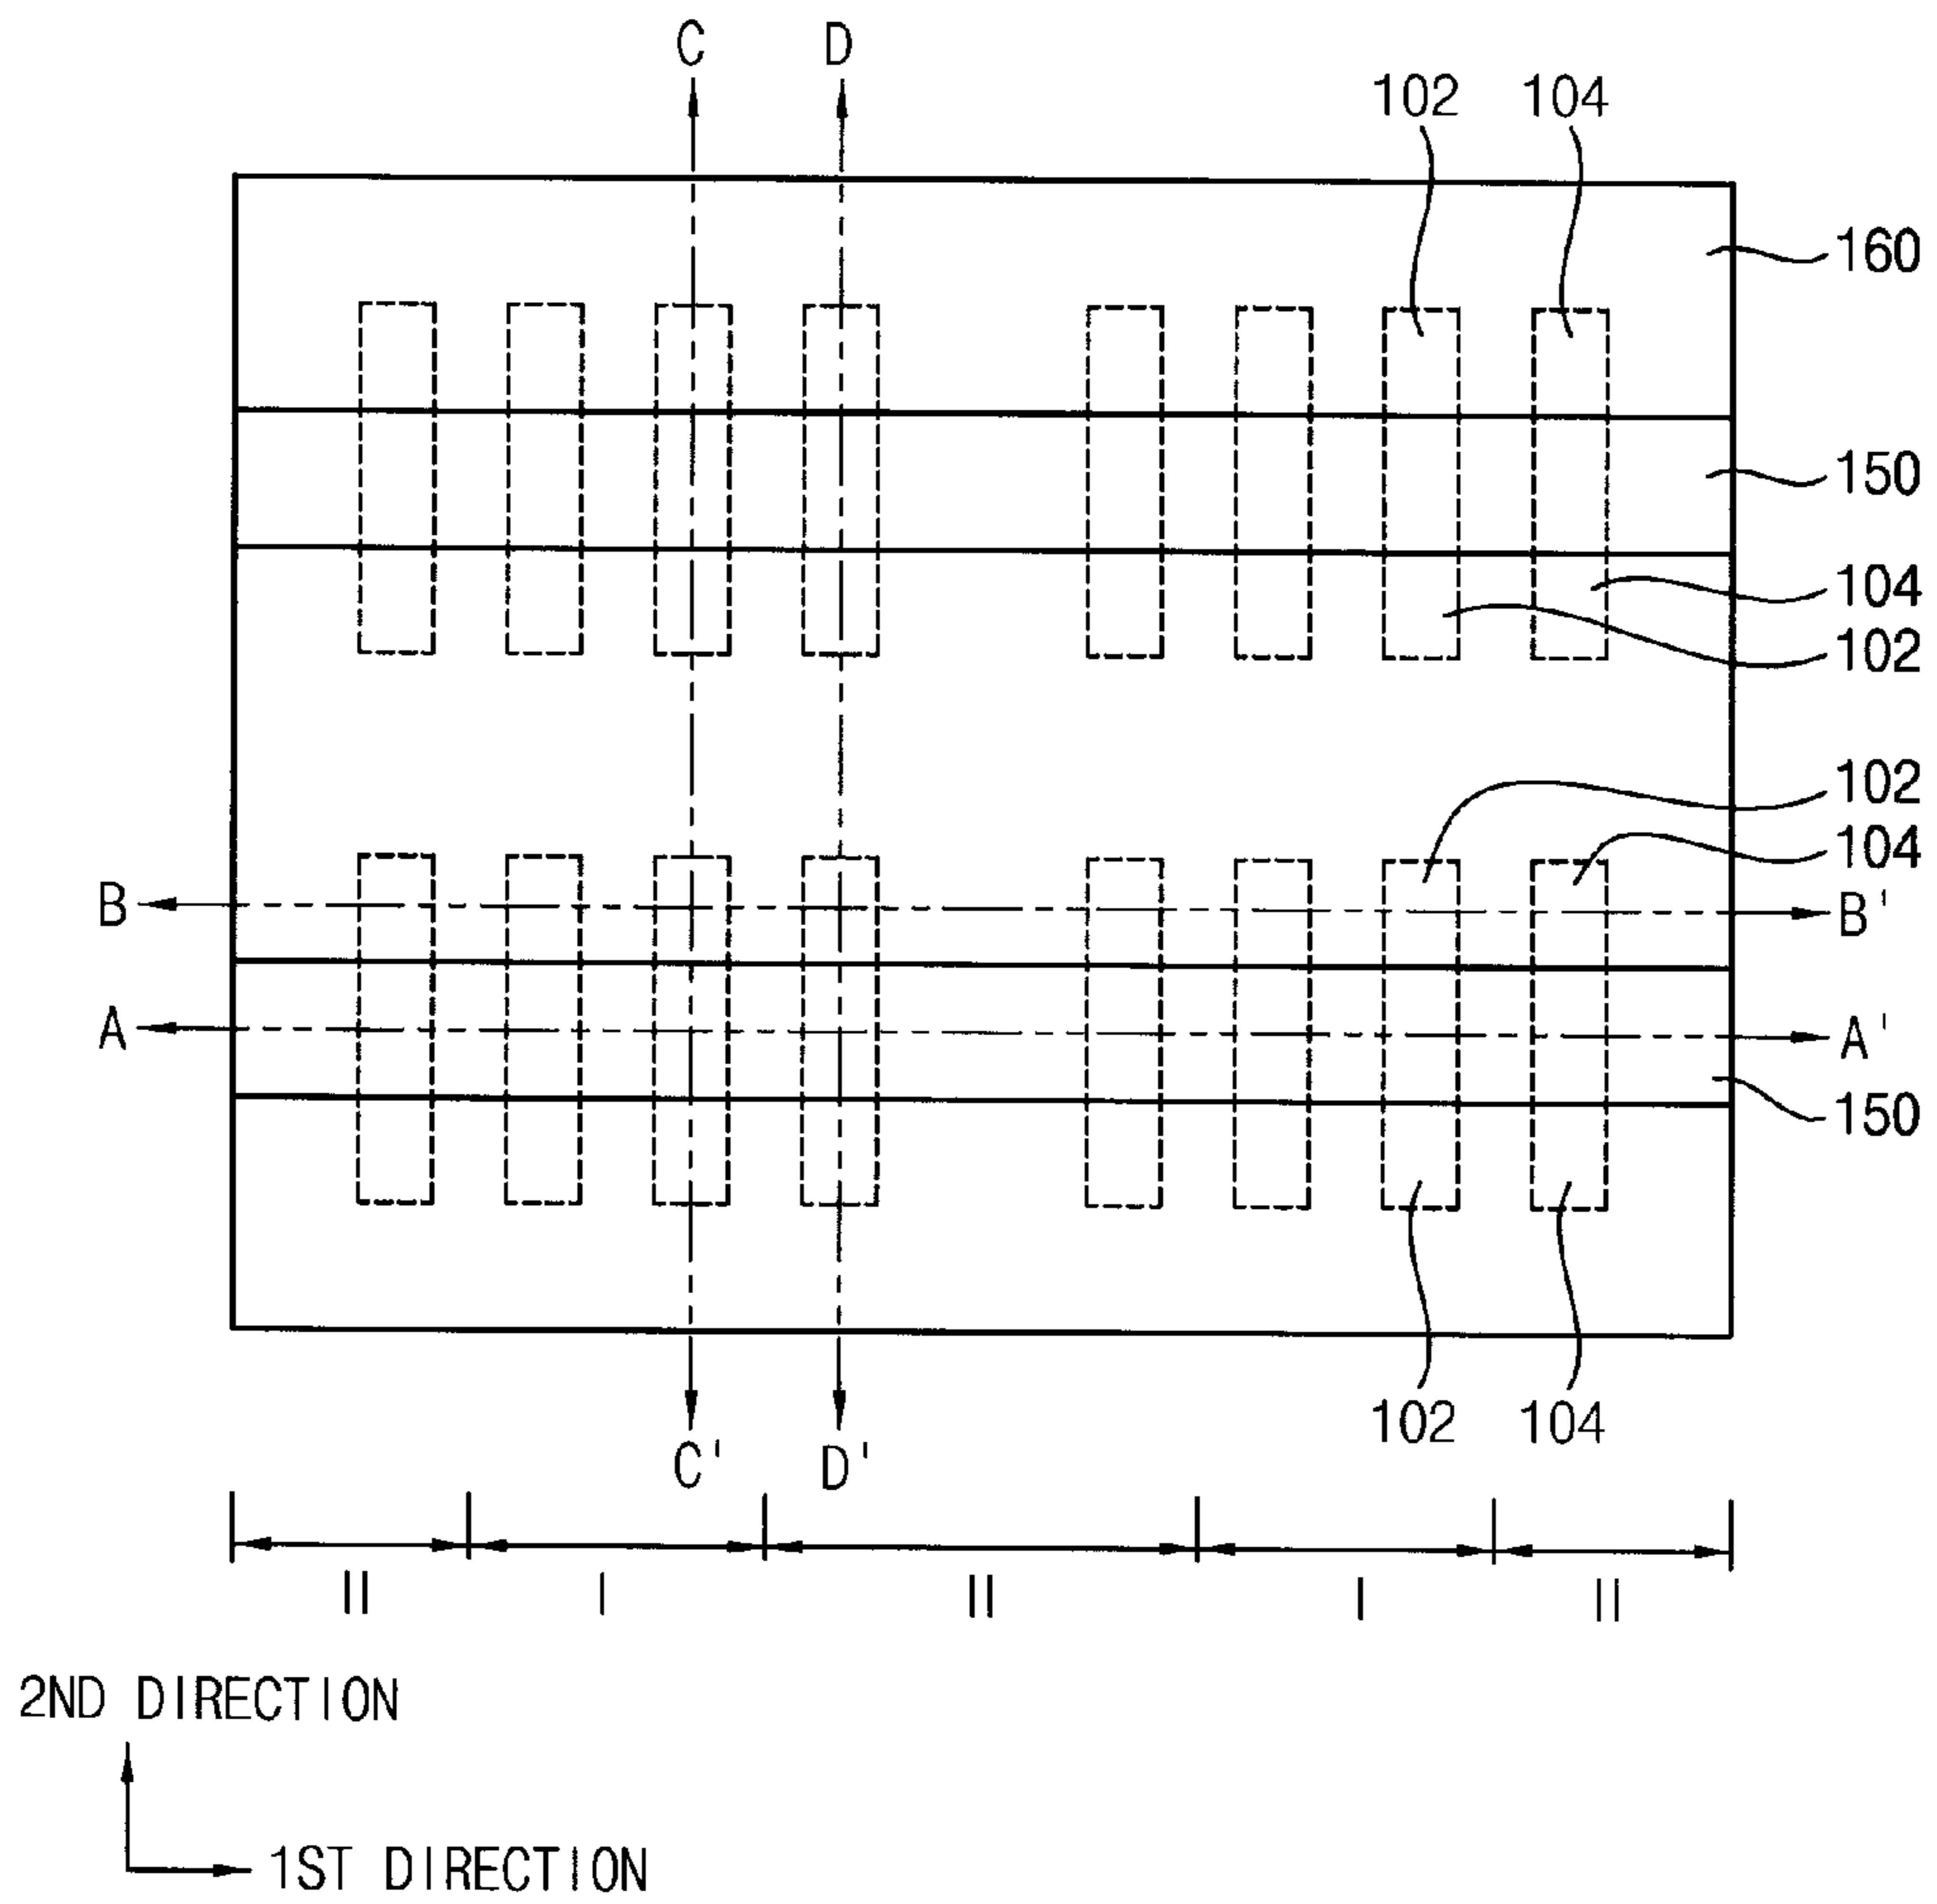 C D
102 104
160
150
104
102
102
104
B B'
A A'
150
102 104
C' D'
II I II I II
2ND DIRECTION
1ST DIRECTION